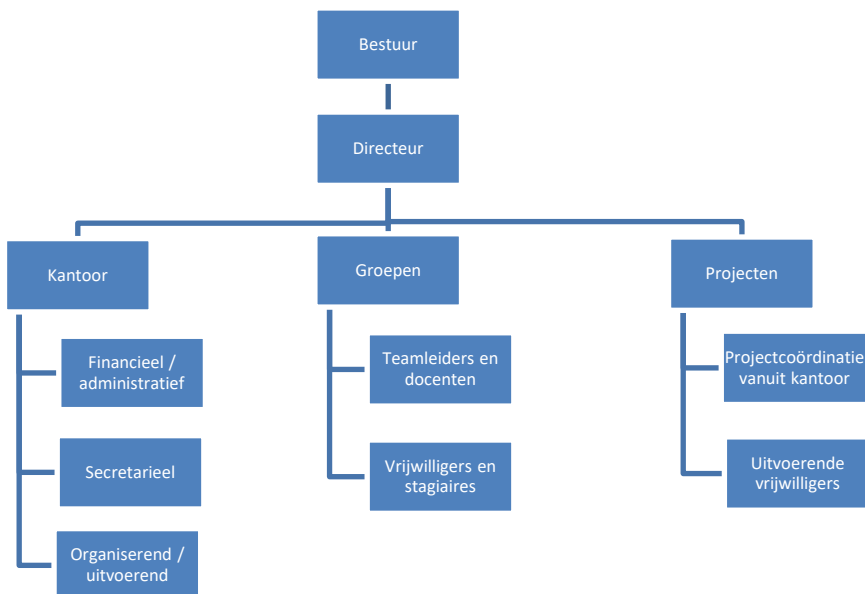 Bestuur
Directeur
Kantoor
Groepen
Projecten
Financieel /
administratief
Teamleiders en
docenten
Projectcoördinatie
vanuit kantoor
Secretarieel
Vrijwilligers en
stagiaires
Uitvoerende
vrijwilligers
Organiserend /
uitvoerend